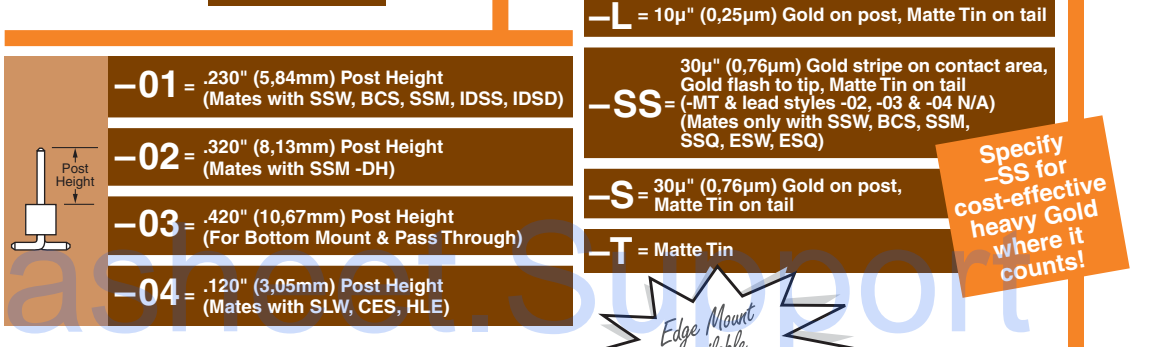 –01 = .230" (5,84mm) Post Height
(Mates with SSW, BCS, SSM, IDSS, IDSD)
–02 = .320" (8,13mm) Post Height
(Mates with SSM -DH)
–03 = .420" (10,67mm) Post Height
(For Bottom Mount & Pass Through)
–04 = .120" (3,05mm) Post Height
(Mates with SLW, CES, HLE)
Post
Height
–L = 10µ" (0,25µm) Gold on post, Matte Tin on tail
–SS = 30µ" (0,76µm) Gold stripe on contact area,
Gold flash to tip, Matte Tin on tail
(-MT & lead styles -02, -03 & -04 N/A)
(Mates only with SSW, BCS, SSM,
SSQ, ESW, ESQ)
–S = 30µ" (0,76µm) Gold on post,
Matte Tin on tail
–T = Matte Tin
Specify
–SS for
cost-effective
heavy Gold
where it
counts!
Edge Mount
asheet.Support